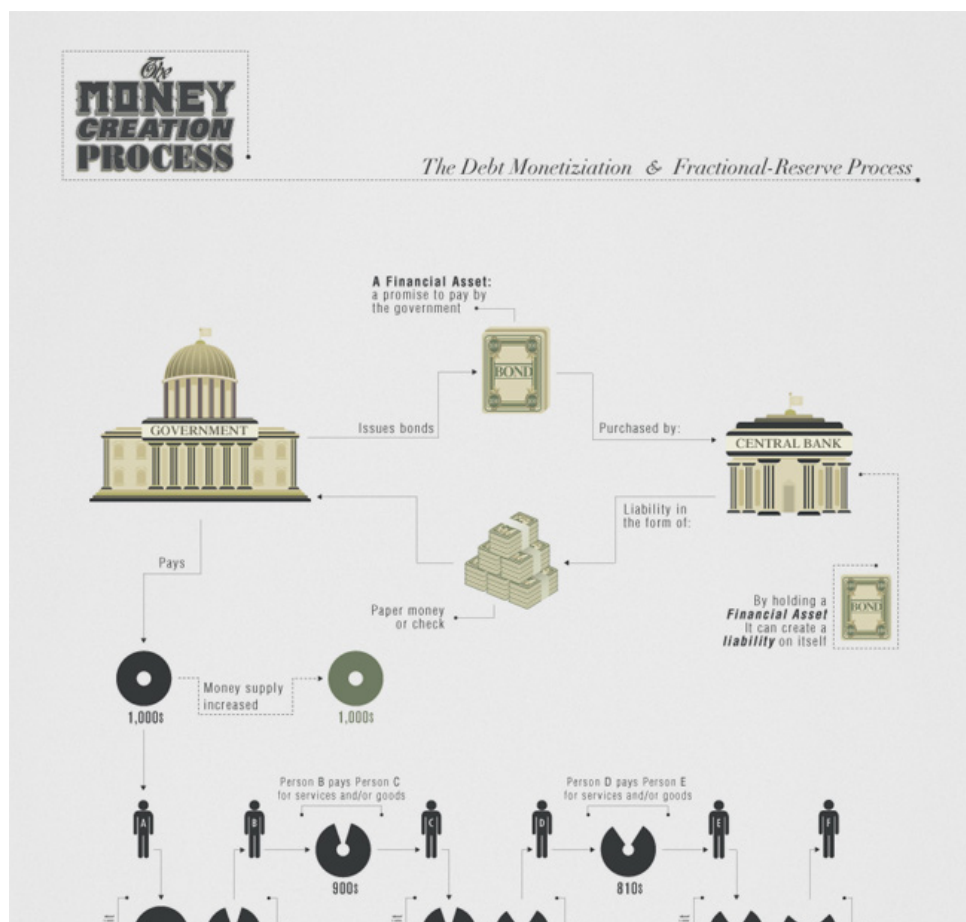 The
MONEY
CREATION
PROCESS
The Debt Monetiziation & Fractional-Reserve Process
A Financial Asset:
a promise to pay by
the government
BOND
GOVERNMENT
Issues bonds
Purchased by:
CENTRAL BANK
Liability in
the form of:
Pays
Paper money
or check
By holding a
Financial Asset
It can create a
liability on itself
BOND
Money supply
increased
1,000$
1,000$
Person B pays Person C
for services and/or goods
Person D pays Person E
for services and/or goods
A
B
C
D
E
F
900$
810$